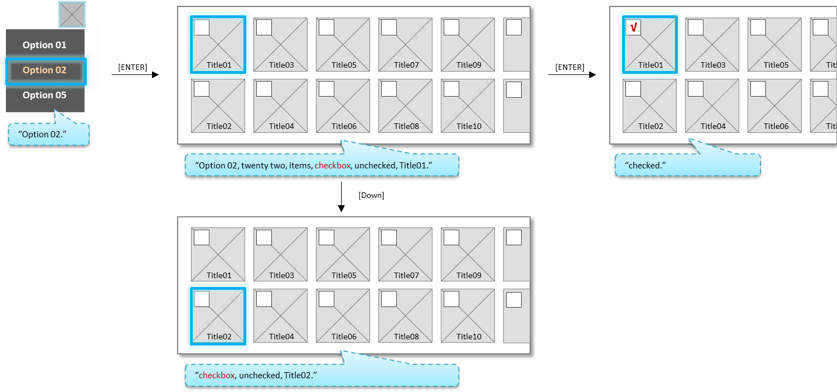 Option 01
Option 02
Option 05
"Option 02."
[ENTER]
Title01 Title03 Title05 Title07 Title09
Title02 Title04 Title06 Title08 Title10
"Option 02, twenty two, items, checkbox, unchecked, Title01."
[ENTER]
√
Title01 Title03 Title05
Title02 Title04 Title06
"checked."
[Down]
Title01 Title03 Title05 Title07 Title09
Title02 Title04 Title06 Title08 Title10
"checkbox, unchecked, Title02."